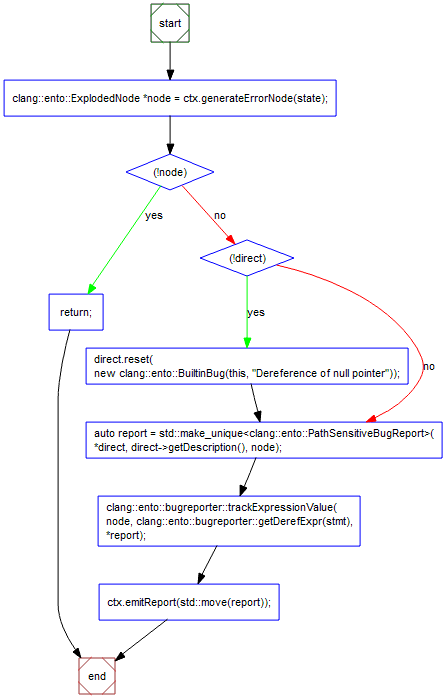 start
clang::ento::ExplodedNode *node = ctx.generateErrorNode(state);
(!node)
yes
no
(!direct)
return;
yes
direct.reset(
new clang::ento::BuiltinBug(this, "Dereference of null pointer"));
no
auto report = std::make_unique<clang::ento::PathSensitiveBugReport>(
*direct, direct->getDescription(), node);
clang::ento::bugreporter::trackExpressionValue(
node, clang::ento::bugreporter::getDerefExpr(stmt),
*report);
ctx.emitReport(std::move(report));
end